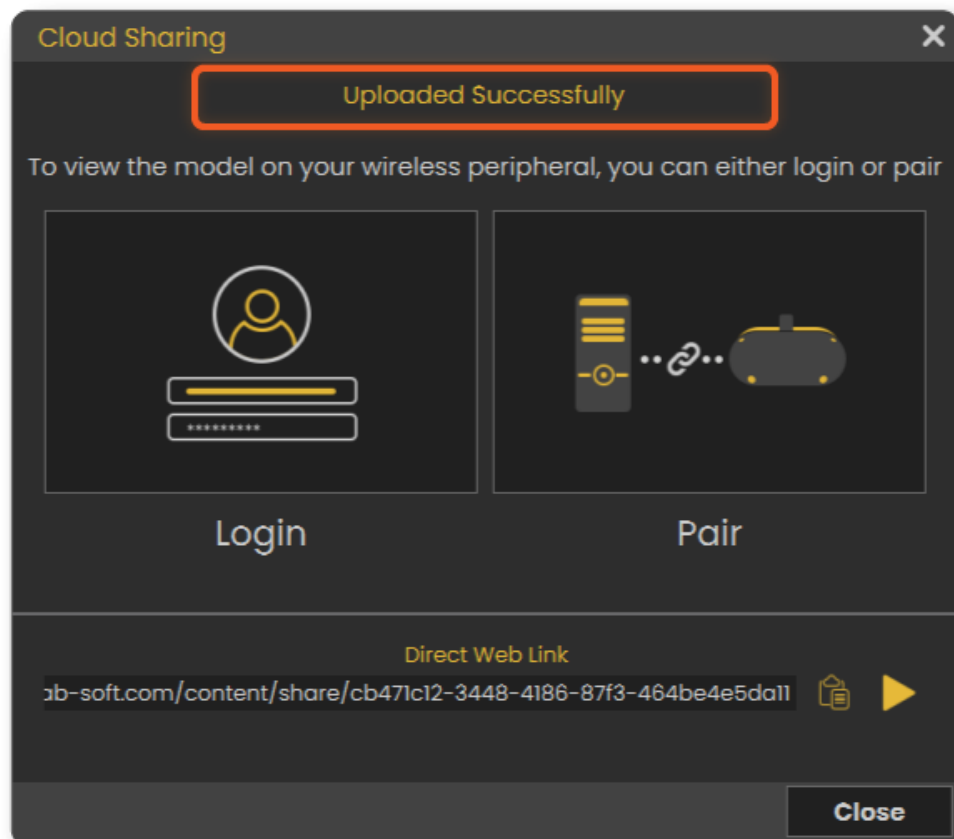 Cloud Sharing
Uploaded Successfully
To view the model on your wireless peripheral, you can either login or pair
*********
Login
Pair
Direct Web Link
ab-soft.com/content/share/cb471c12-3448-4186-87f3-464be4e5da11
Close